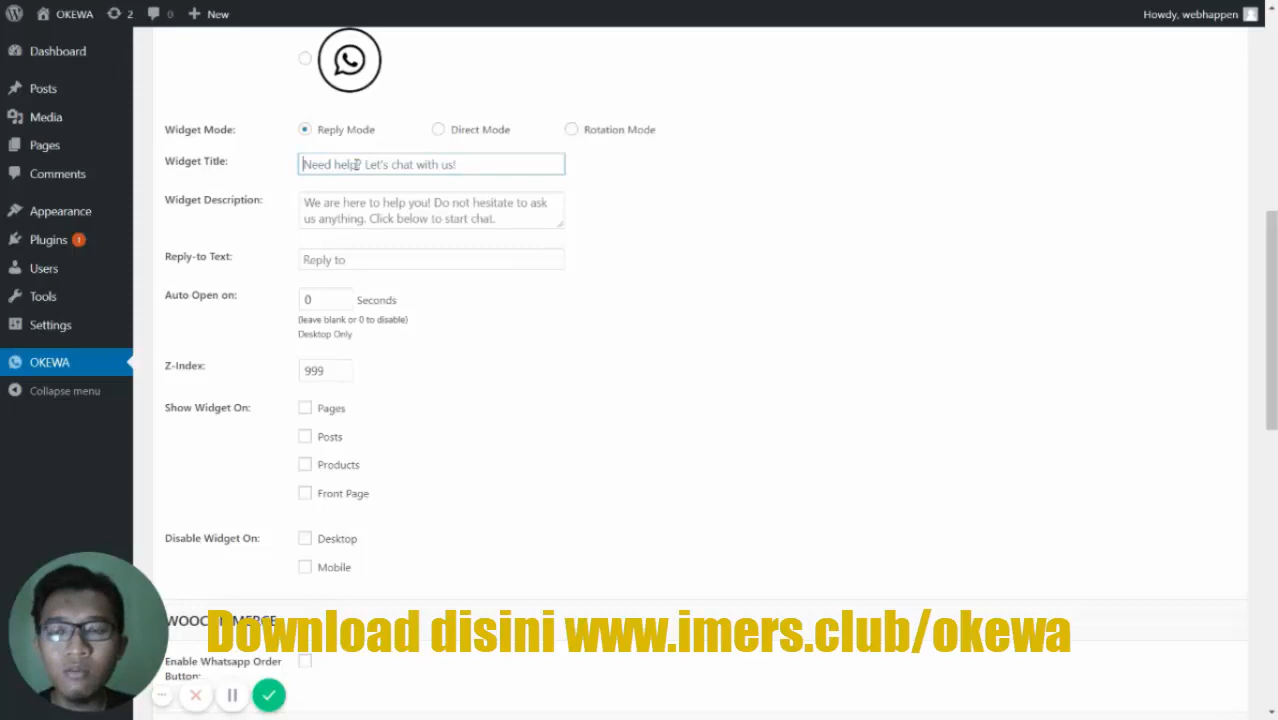 OKEWA 2 0 New Howdy, webhappen
Dashboard
Posts
Media
Pages
Comments
Appearance
Plugins 1
Users
Tools
Settings
OKEWA
Collapse menu
Widget Mode: Reply Mode Direct Mode Rotation Mode
Widget Title: Need help? Let's chat with us!
Widget Description: We are here to help you! Do not hesitate to ask
us anything. Click below to start chat.
Reply-to Text: Reply to
Auto Open on: 0 Seconds
(leave blank or 0 to disable)
Desktop Only
Z-Index: 999
Show Widget On: Pages
Posts
Products
Front Page
Disable Widget On: Desktop
Mobile
WOOCOMMERCE
Download disini www.imers.club/okewa
Enable Whatsapp Order
Button: